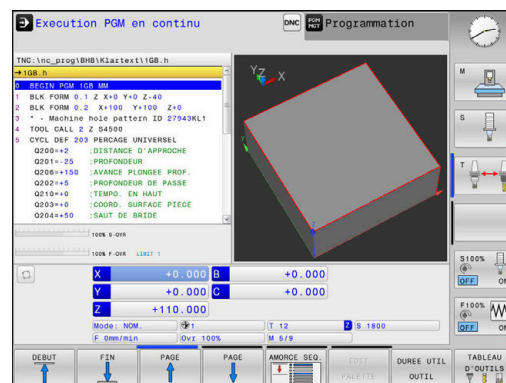 Execution PGM en continu
DNC
PGM MGT
Programmation
TNC:\nc_prog\BHB\Klartext\1GB.h
→1GB.h
0 BEGIN PGM 1GB MM
1 BLK FORM 0.1 Z X+0 Y+0 Z-40
2 BLK FORM 0.2 X+100 Y+100 Z+0
3 * - Machine hole pattern ID 27943KL1
4 TOOL CALL 2 Z S4500
5 CYCL DEF 203 PERCAGE UNIVERSEL
Q200=+2 ;DISTANCE D'APPROCHE
Q201=-25 ;PROFONDEUR
Q206=+150 ;AVANCE PLONGEE PROF.
Q202=+5 ;PROFONDEUR DE PASSE
Q210=+0 ;TEMPO. EN HAUT
Q203=+0 ;COORD. SURFACE PIECE
Q204=+50 ;SAUT DE BRIDE
100% S-OVR
100% F-OVR LIMIT 1
Y Z X
Z
Y
M
S
T
S100%
OFF ON
F100%
OFF ON
X +0.000 B +0.000
Y +0.000 C +0.000
Z +110.000
Mode: NOM. 1 T 12 Z S 1800
F 0mm/min Ovr 100% M 5/9
DEBUT
FIN
PAGE
PAGE
AMORCE SEQ.
EDIT PALETTE
DUREE UTIL OUTIL
TABLEAU D'OUTILS